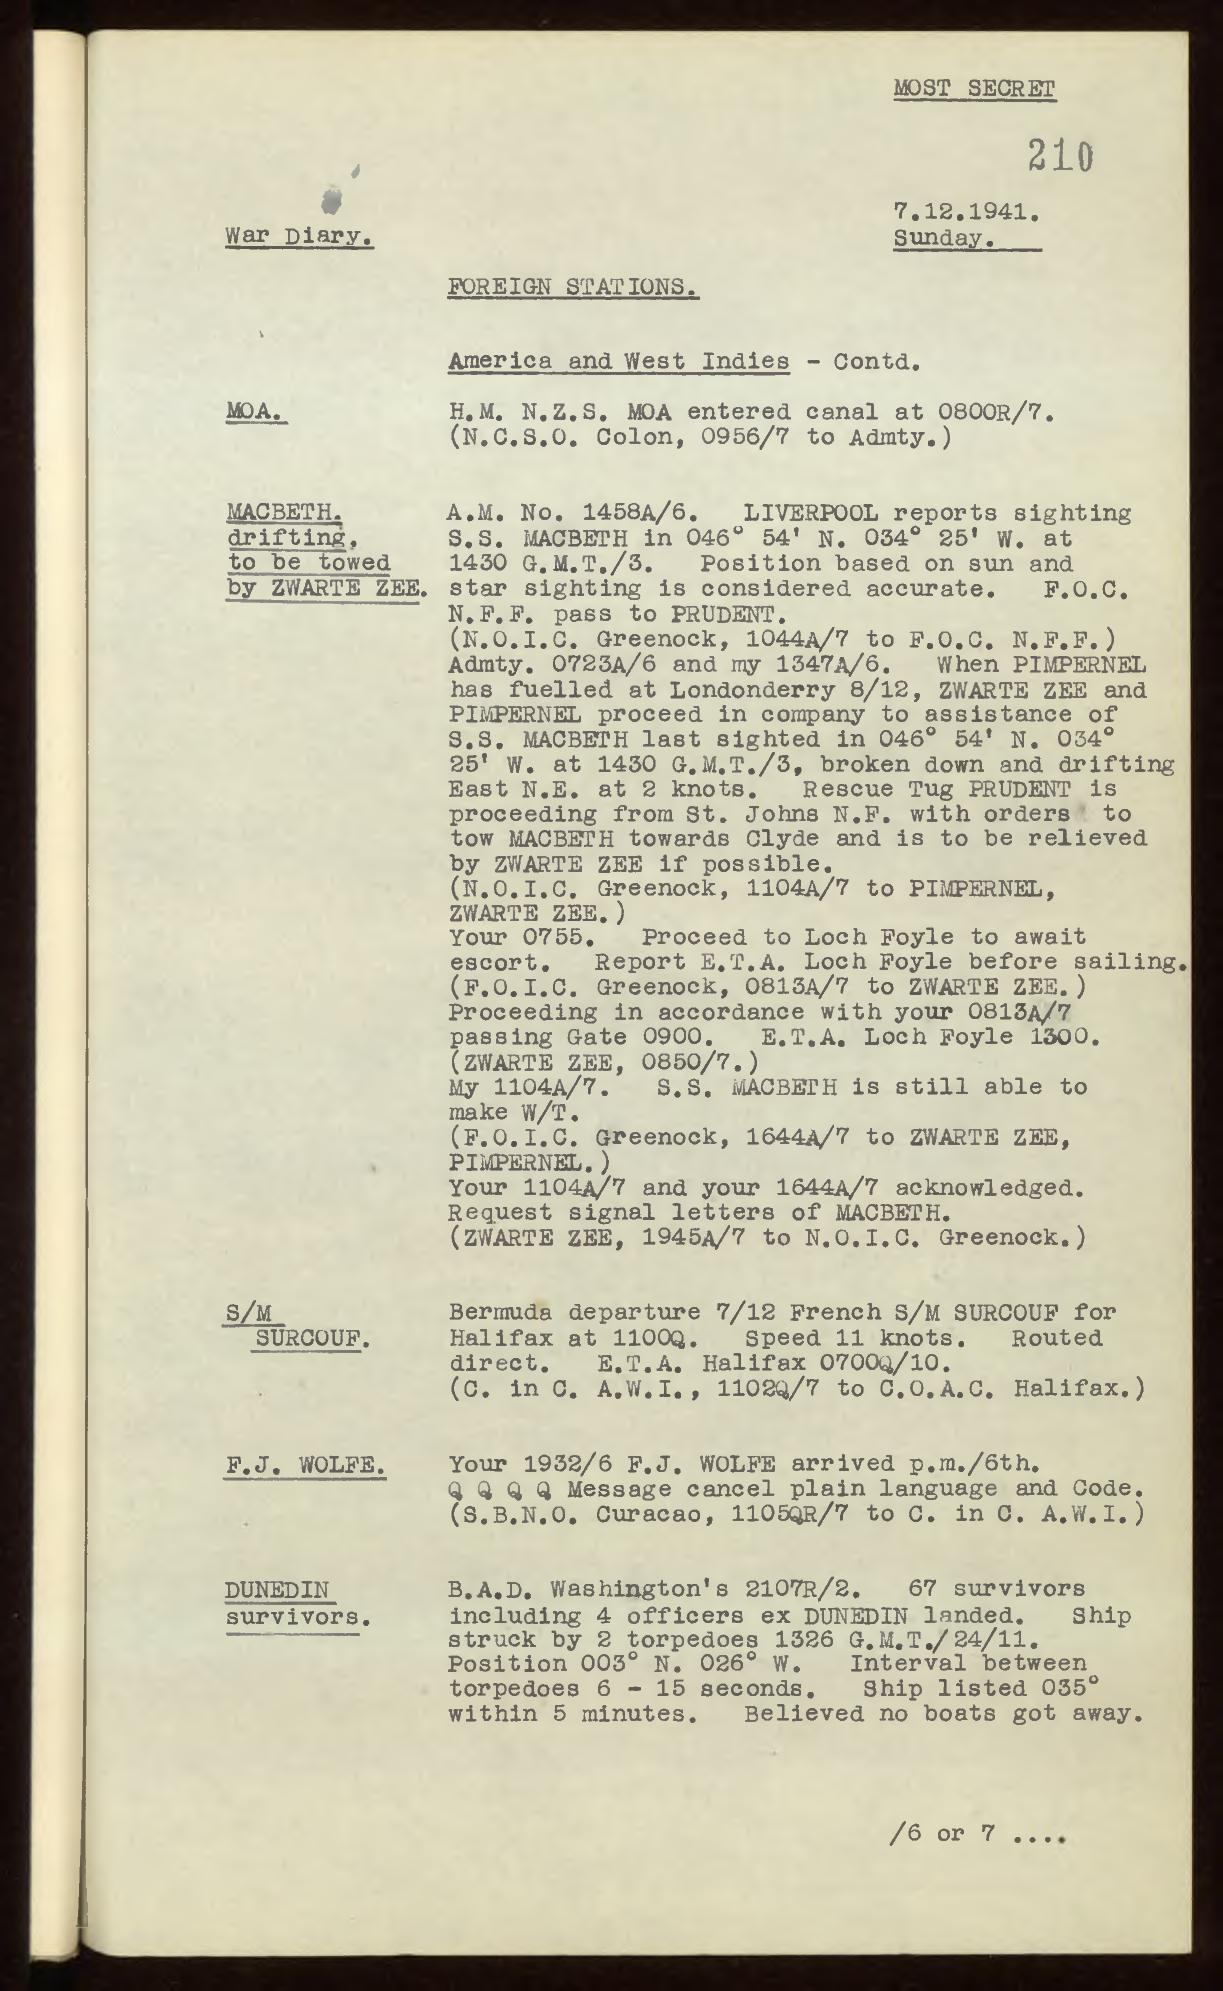 MOST SECRET
210
7.12.1941.
War Diary.
Sunday.
FOREIGN STATIONS.
America and West Indies - Contd.
MOA.
H.M. N.Z.S. MOA entered canal at 0800R/7.
(N.C.S.O. Colon, 0956/7 to Admty.)
MACBETH.
drifting,
to be towed
by ZWARTE ZEE.
A.M. No. 1458A/6. LIVERPOOL reports sighting
S.S. MACBETH in 046° 54' N. 034° 25' W. at
1430 G.M.T./3. Position based on sun and
star sighting is considered accurate. F.O.C.
N.F.F. pass to PRUDENT.
(N.O.I.C. Greenock, 1044A/7 to F.O.C. N.F.F.)
Admty. 0723A/6 and my 1347A/6. When PIMPERNEL
has fuelled at Londonderry 8/12, ZWARTE ZEE and
PIMPERNEL proceed in company to assistance of
S.S. MACBETH last sighted in 046° 54' N. 034°
25' W. at 1430 G.M.T./3, broken down and drifting
East N.E. at 2 knots. Rescue Tug PRUDENT is
proceeding from St. Johns N.F. with orders to
tow MACBETH towards Clyde and is to be relieved
by ZWARTE ZEE if possible.
(N.O.I.C. Greenock, 1104A/7 to PIMPERNEL,
ZWARTE ZEE.)
Your 0755. Proceed to Loch Foyle to await
escort. Report E.T.A. Loch Foyle before sailing.
(F.O.I.C. Greenock, 0813A/7 to ZWARTE ZEE.)
Proceeding in accordance with your 0813A/7
passing Gate 0900. E.T.A. Loch Foyle 1300.
(ZWARTE ZEE, 0850/7.)
My 1104A/7. S.S. MACBETH is still able to
make W/T.
(F.O.I.C. Greenock, 1644A/7 to ZWARTE ZEE,
PIMPERNEL.)
Your 1104A/7 and your 1644A/7 acknowledged.
Request signal letters of MACBETH.
(ZWARTE ZEE, 1945A/7 to N.O.I.C. Greenock.)
S/M
SURCOUF.
Bermuda departure 7/12 French S/M SURCOUF for
Halifax at 1100Q. Speed 11 knots. Routed
direct. E.T.A. Halifax 0700Q/10.
(C. in C. A.W.I., 1102Q/7 to C.O.A.C. Halifax.)
F.J. WOLFE.
Your 1932/6 F.J. WOLFE arrived p.m./6th.
Q Q Q Q Message cancel plain language and Code.
(S.B.N.O. Curacao, 1105QR/7 to C. in C. A.W.I.)
DUNEDIN
survivors.
B.A.D. Washington's 2107R/2. 67 survivors
including 4 officers ex DUNEDIN landed. Ship
struck by 2 torpedoes 1326 G.M.T./24/11.
Position 003° N. 026° W. Interval between
torpedoes 6 - 15 seconds. Ship listed 035°
within 5 minutes. Believed no boats got away.
/6 or 7 ....